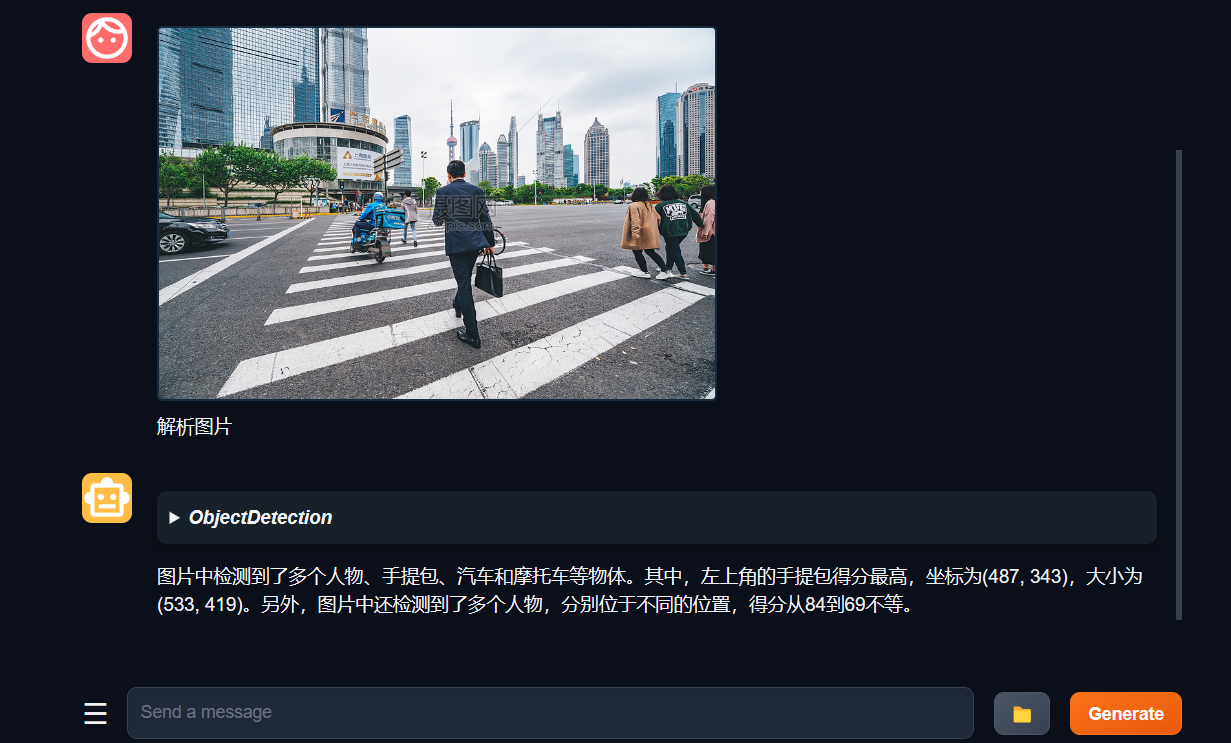 解析图片
ObjectDetection
图片中检测到了多个人物、手提包、汽车和摩托车等物体。其中，左上角的手提包得分最高，坐标为(487, 343)，大小为
(533, 419)。另外，图片中还检测到了多个人物，分别位于不同的位置，得分从84到69不等。
Send a message
Generate